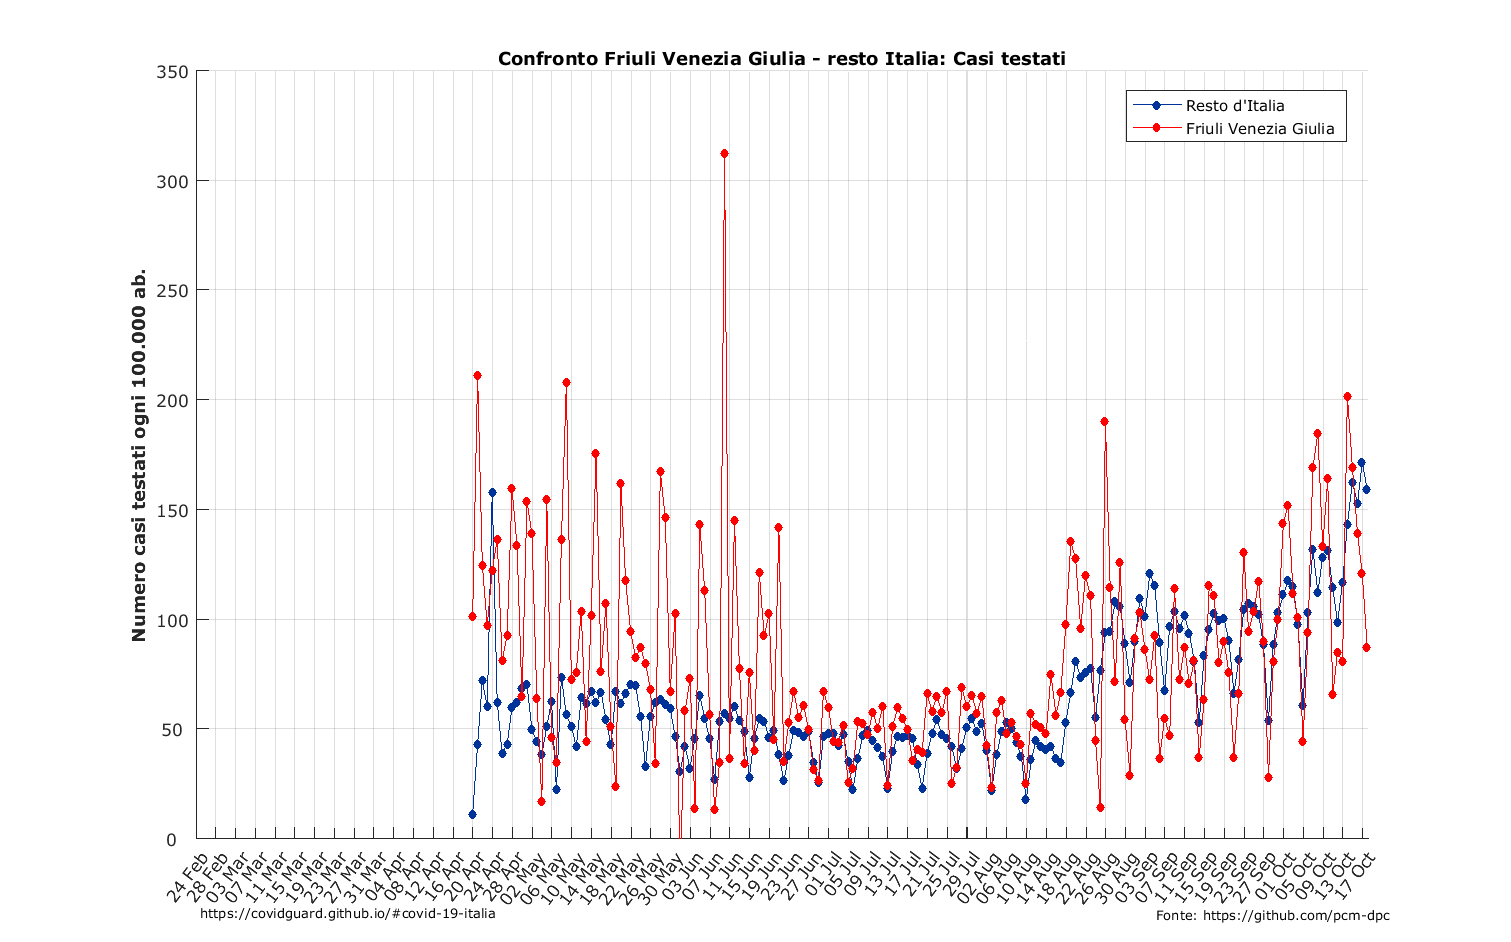 Confronto Friuli Venezia Giulia - resto Italia: Casi testati
Numero casi testati ogni 100.000 ab.
350
300
250
200
150
100
50
0
Resto d'Italia
Friuli Venezia Giulia
24 Feb
28 Feb
03 Mar
07 Mar
11 Mar
15 Mar
19 Mar
23 Mar
27 Mar
31 Mar
04 Apr
08 Apr
12 Apr
16 Apr
20 Apr
24 Apr
28 Apr
02 May
06 May
10 May
14 May
18 May
22 May
26 May
30 May
03 Jun
07 Jun
11 Jun
15 Jun
19 Jun
23 Jun
27 Jun
01 Jul
05 Jul
09 Jul
13 Jul
17 Jul
21 Jul
25 Jul
29 Jul
02 Aug
06 Aug
10 Aug
14 Aug
18 Aug
22 Aug
26 Aug
30 Aug
03 Sep
07 Sep
11 Sep
15 Sep
19 Sep
23 Sep
27 Sep
01 Oct
05 Oct
09 Oct
13 Oct
17 Oct
https://covidguard.github.io/#covid-19-italia
Fonte: https://github.com/pcm-dpc